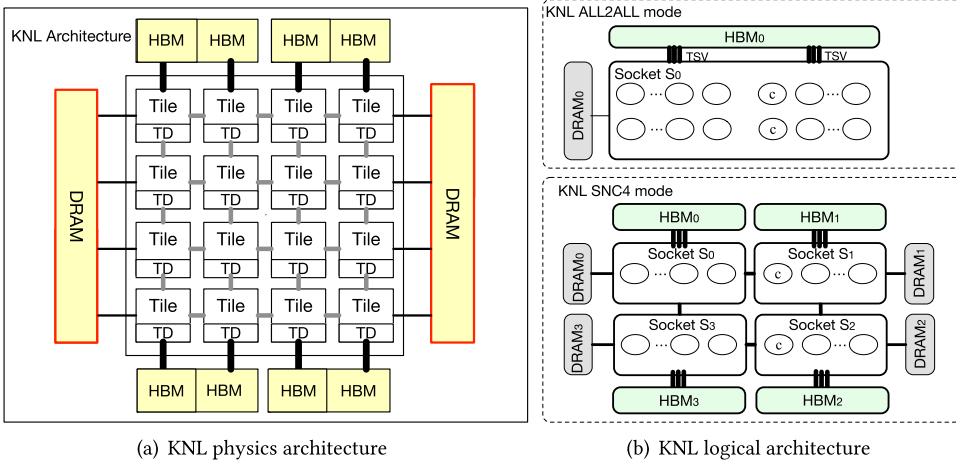 KNL Architecture
HBM HBM HBM HBM
Tile Tile Tile Tile
TD TD TD TD
Tile Tile Tile Tile
TD TD TD TD
DRAM
DRAM
Tile Tile Tile Tile
TD TD TD TD
Tile Tile Tile Tile
TD TD TD TD
HBM HBM HBM HBM
(a) KNL physics architecture
KNL ALL2ALL mode
HBM0
TSV TSV
Socket S0
DRAM0
... c ...
... c ...
KNL SNC4 mode
HBM0 HBM1
DRAM0 Socket S0 Socket S1 DRAM1
... c ...
DRAM3 Socket S3 Socket S2 DRAM2
... c ...
HBM3 HBM2
(b) KNL logical architecture